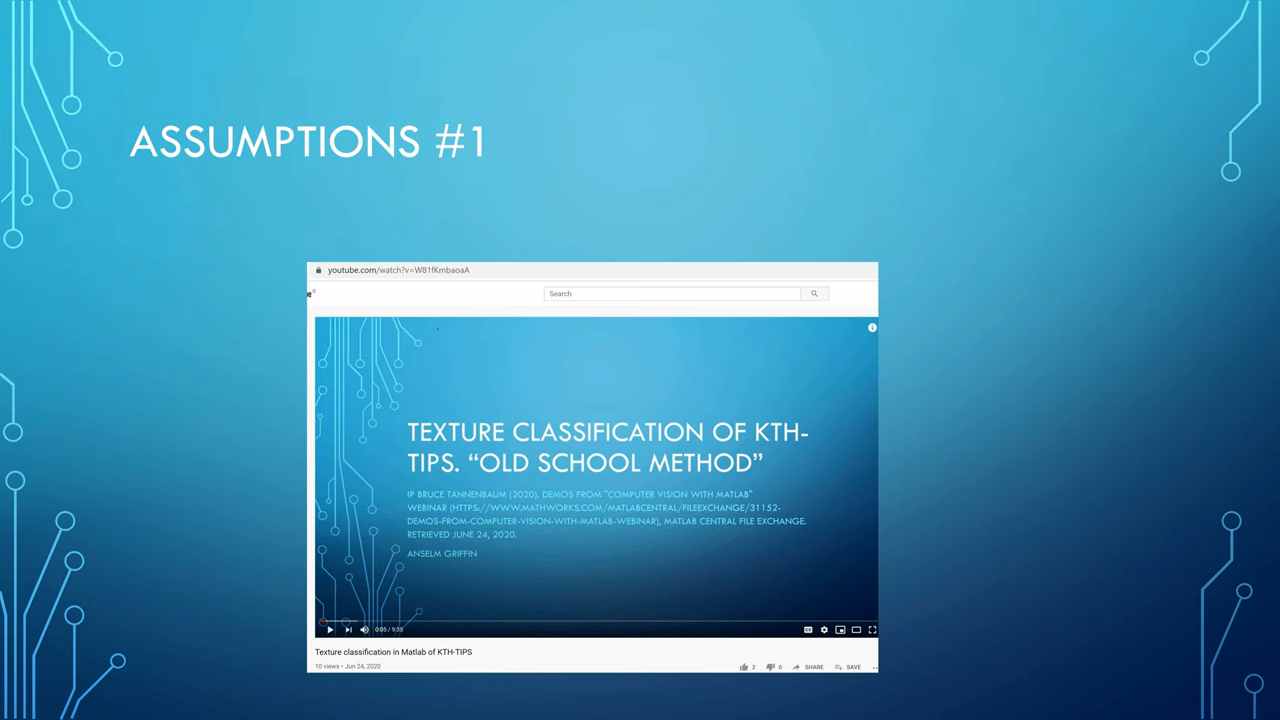 ASSUMPTIONS #1
youtube.com/watch?v=W81fKmbaoaA
Search
TEXTURE CLASSIFICATION OF KTH-
TIPS. “OLD SCHOOL METHOD”
IP BRUCE TANNENBAUM (2020). DEMOS FROM "COMPUTER VISION WITH MATLAB"
WEBINAR (HTTPS://WWW.MATHWORKS.COM/MATLABCENTRAL/FILEEXCHANGE/31152-
DEMOS-FROM-COMPUTER-VISION-WITH-MATLAB-WEBINAR), MATLAB CENTRAL FILE EXCHANGE.
RETRIEVED JUNE 24, 2020.
ANSELM GRIFFIN
0:05 / 9:35
Texture classification in Matlab of KTH-TIPS
10 views • Jun 24, 2020
2 0 SHARE SAVE